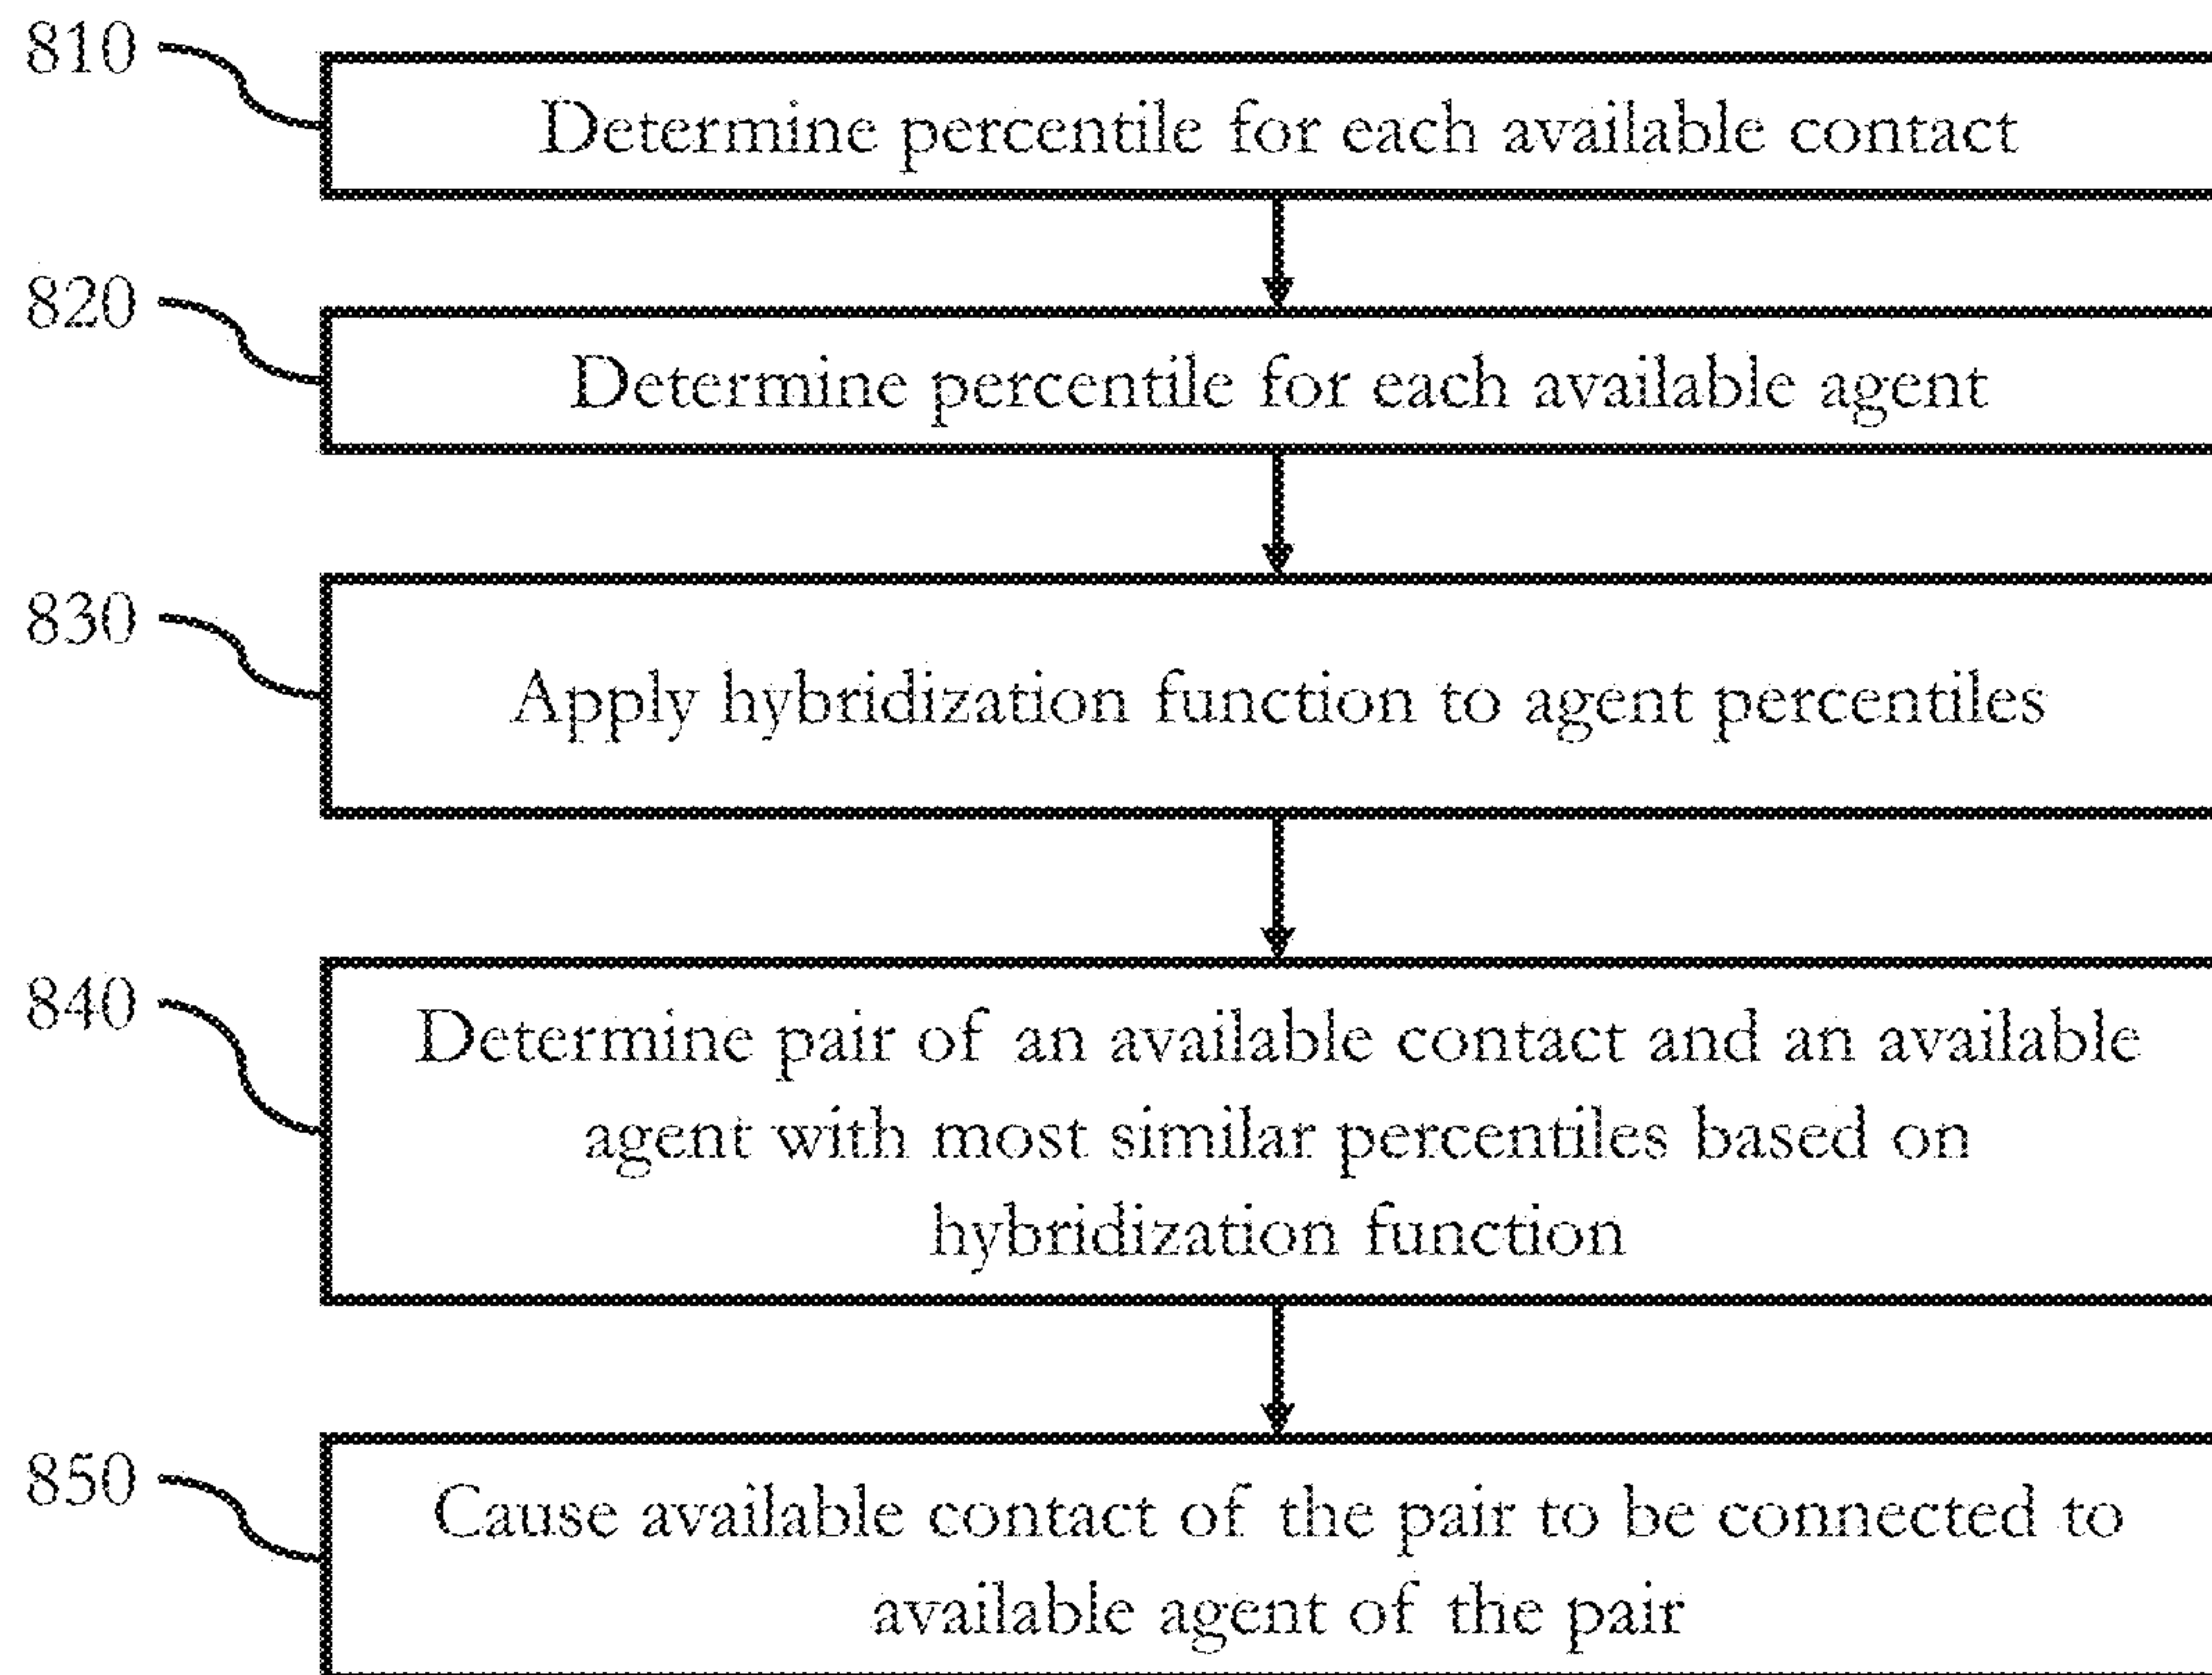 810
Determine percentile for each available contact
820
Determine percentile for each available agent
830
Apply hybridization function to agent percentiles
840
Determine pair of an available contact and an available
agent with most similar percentiles based on
hybridization function
850
Cause available contact of the pair to be connected to
available agent of the pair